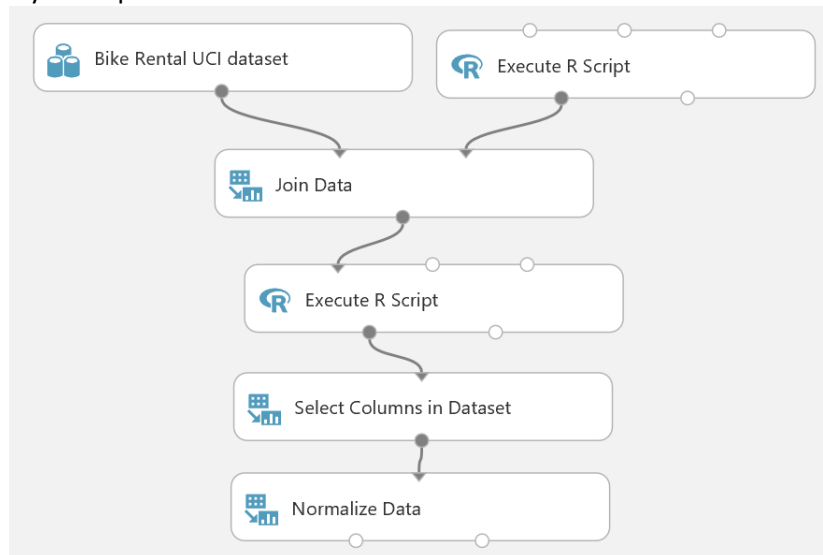 Bike Rental UCI dataset
Execute R Script
Join Data
Execute R Script
Select Columns in Dataset
Normalize Data